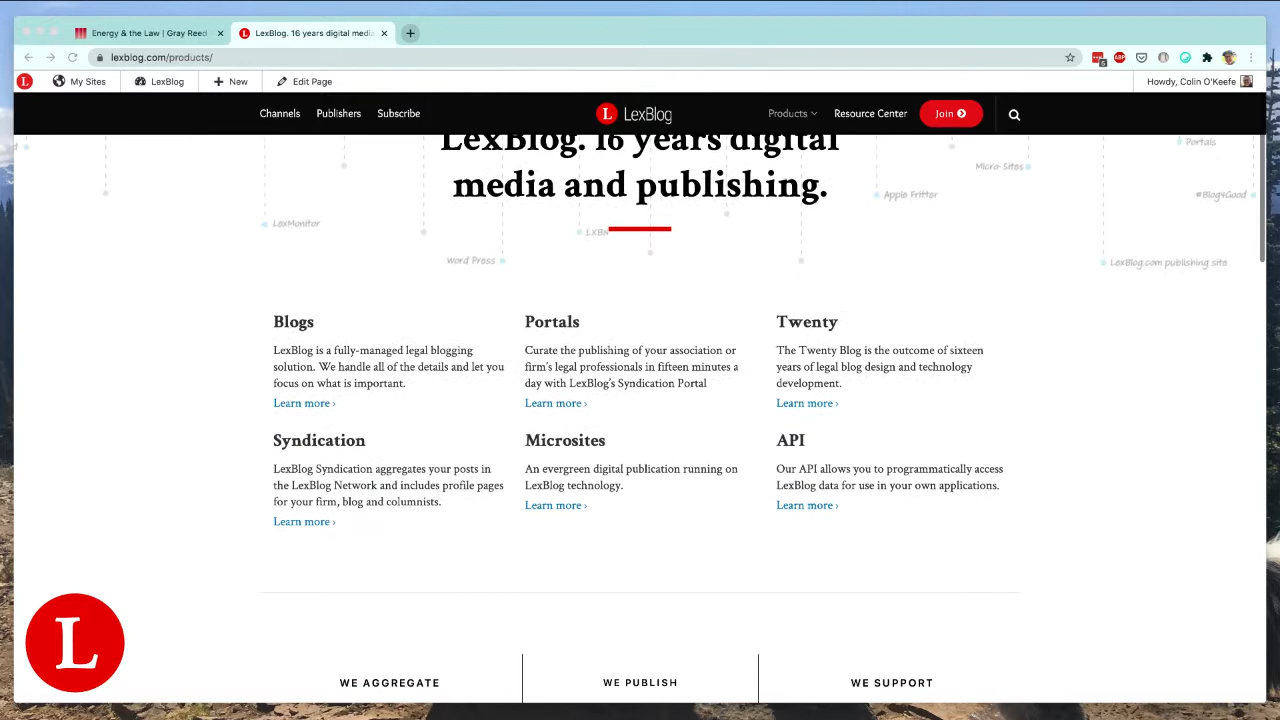 Energy & the Law | Gray Reed
LexBlog. 16 years digital medi
lexblog.com/products/
My Sites
LexBlog
New
Edit Page
Howdy, Colin O'Keefe
Channels
Publishers
Subscribe
L LexBlog
Products
Resource Center
Join
LexBlog. 16 years digital
media and publishing.
Portals
Micro-Sites
Apple Fritter
#Blog4Good
LexMonitor
LXBN
Word Press
LexBlog.com publishing site
Blogs
LexBlog is a fully-managed legal blogging
solution. We handle all of the details and let you
focus on what is important.
Learn more ›
Portals
Curate the publishing of your association or
firm's legal professionals in fifteen minutes a
day with LexBlog's Syndication Portal
Learn more ›
Twenty
The Twenty Blog is the outcome of sixteen
years of legal blog design and technology
development.
Learn more ›
Syndication
LexBlog Syndication aggregates your posts in
the LexBlog Network and includes profile pages
for your firm, blog and columnists.
Learn more ›
Microsites
An evergreen digital publication running on
LexBlog technology.
Learn more ›
API
Our API allows you to programmatically access
LexBlog data for use in your own applications.
Learn more ›
L
WE AGGREGATE
WE PUBLISH
WE SUPPORT